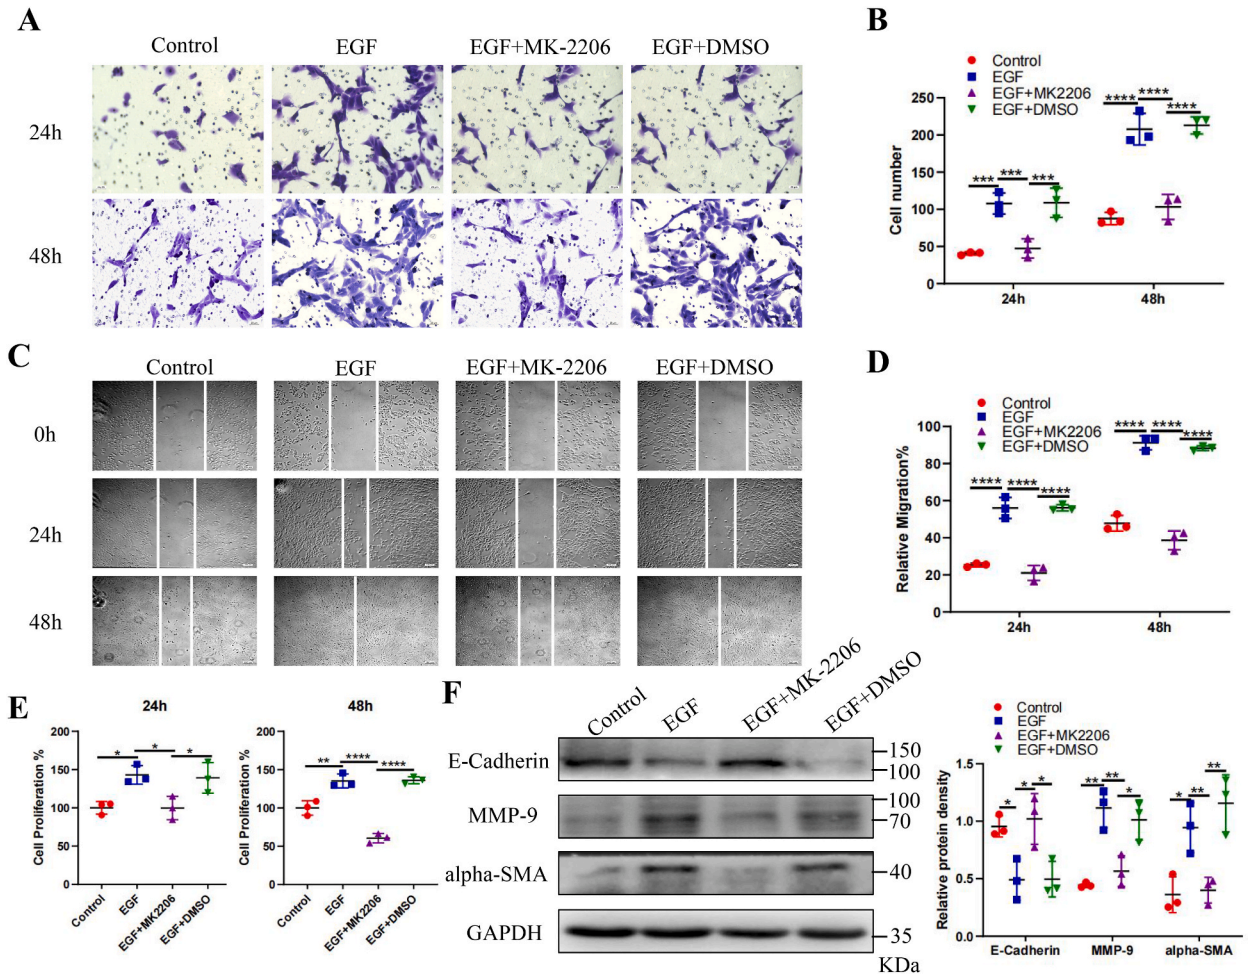 A
Control
EGF
EGF+MK-2206
EGF+DMSO
24h
48h
B
Control
EGF
EGF+MK2206
EGF+DMSO
**** **** ****
*** *** ***
Cell number
250
200
150
100
50
0
24h
48h
C
Control
EGF
EGF+MK-2206
EGF+DMSO
0h
24h
48h
D
Control
EGF
EGF+MK2206
EGF+DMSO
**** **** ****
**** **** ****
Relative Migration%
100
80
60
40
20
0
24h
48h
E
24h
Cell Proliferation %
200
150
100
50
0
* * *
Control
EGF
EGF+MK2206
EGF+DMSO
48h
Cell Proliferation %
200
150
100
50
0
** **** ****
Control
EGF
EGF+MK2206
EGF+DMSO
F
Control
EGF
EGF+MK-2206
EGF+DMSO
E-Cadherin
150
100
MMP-9
100
70
alpha-SMA
40
GAPDH
35
KDa
Control
EGF
EGF+MK2206
EGF+DMSO
Relative protein density
1.5
1.0
0.5
0.0
* * *
** ** *
* ** **
E-Cadherin
MMP-9
alpha-SMA